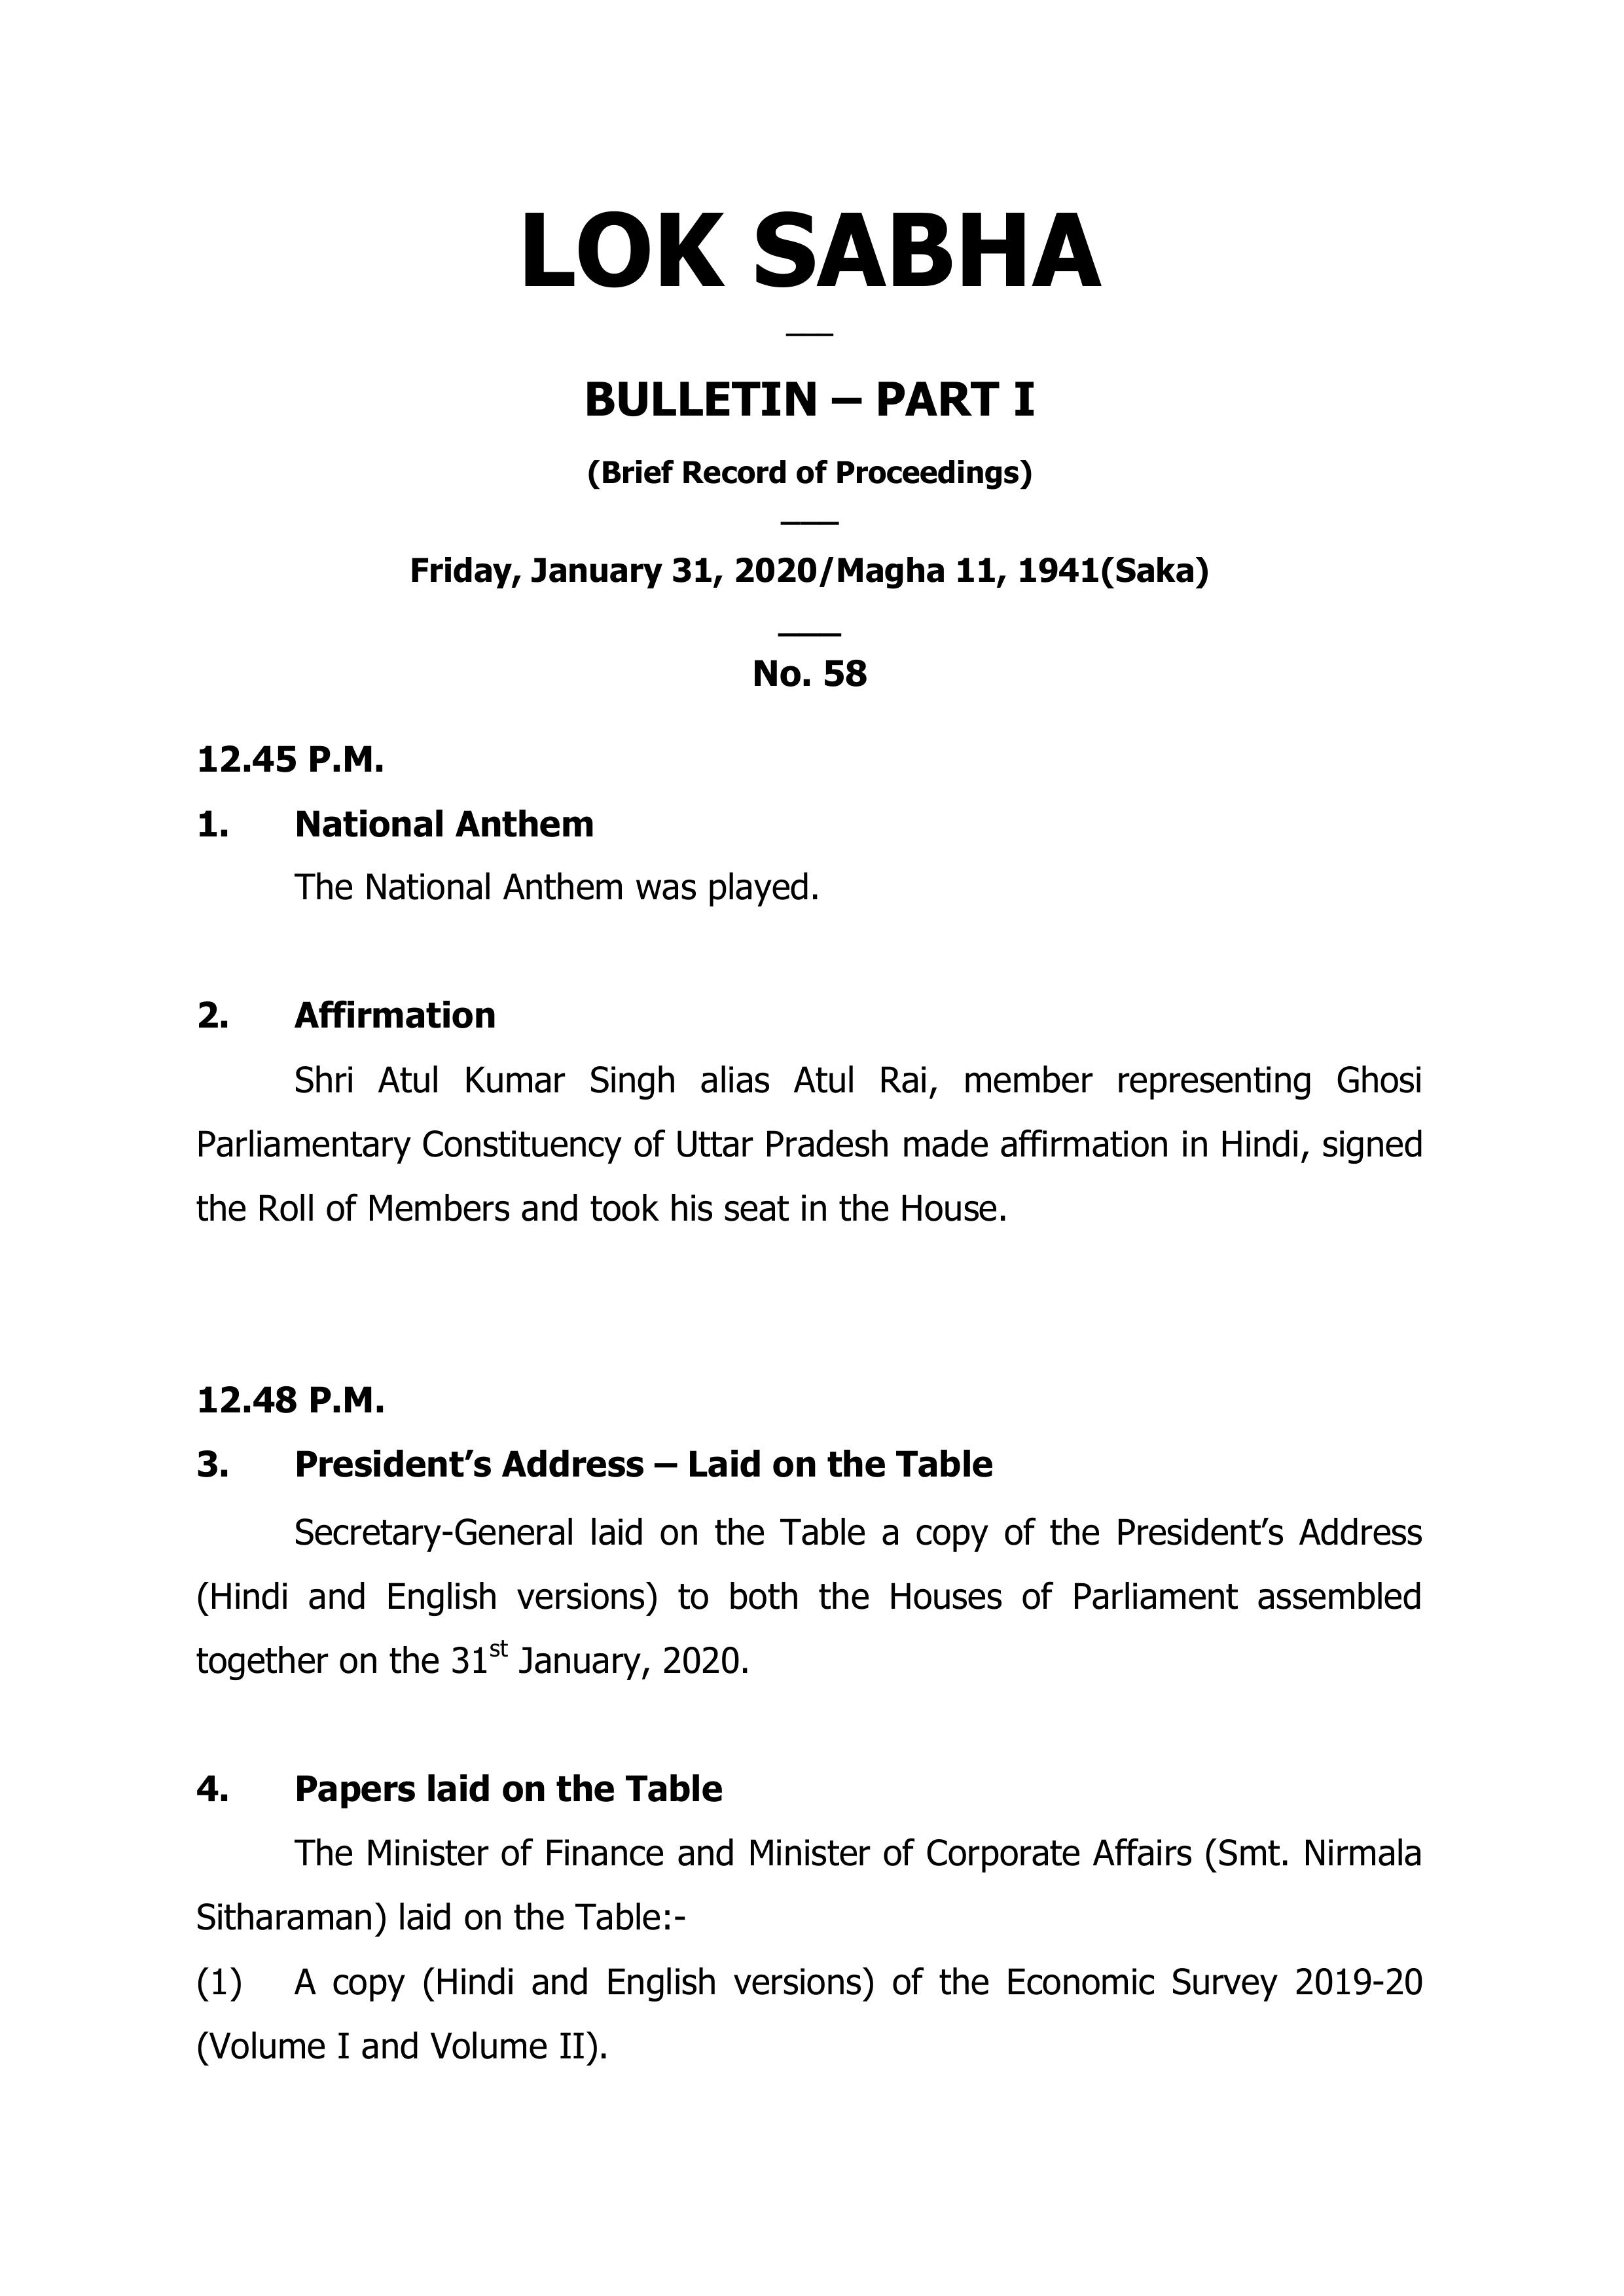 LOK SABHA
BULLETIN – PART I
(Brief Record of Proceedings)
Friday, January 31, 2020/Magha 11, 1941(Saka)
No. 58
12.45 P.M.
1. National Anthem
The National Anthem was played.
2. Affirmation
Shri Atul Kumar Singh alias Atul Rai, member representing Ghosi
Parliamentary Constituency of Uttar Pradesh made affirmation in Hindi, signed
the Roll of Members and took his seat in the House.
12.48 P.M.
3. President’s Address – Laid on the Table
Secretary-General laid on the Table a copy of the President’s Address
(Hindi and English versions) to both the Houses of Parliament assembled
together on the 31st January, 2020.
4. Papers laid on the Table
The Minister of Finance and Minister of Corporate Affairs (Smt. Nirmala
Sitharaman) laid on the Table:-
(1) A copy (Hindi and English versions) of the Economic Survey 2019-20
(Volume I and Volume II).